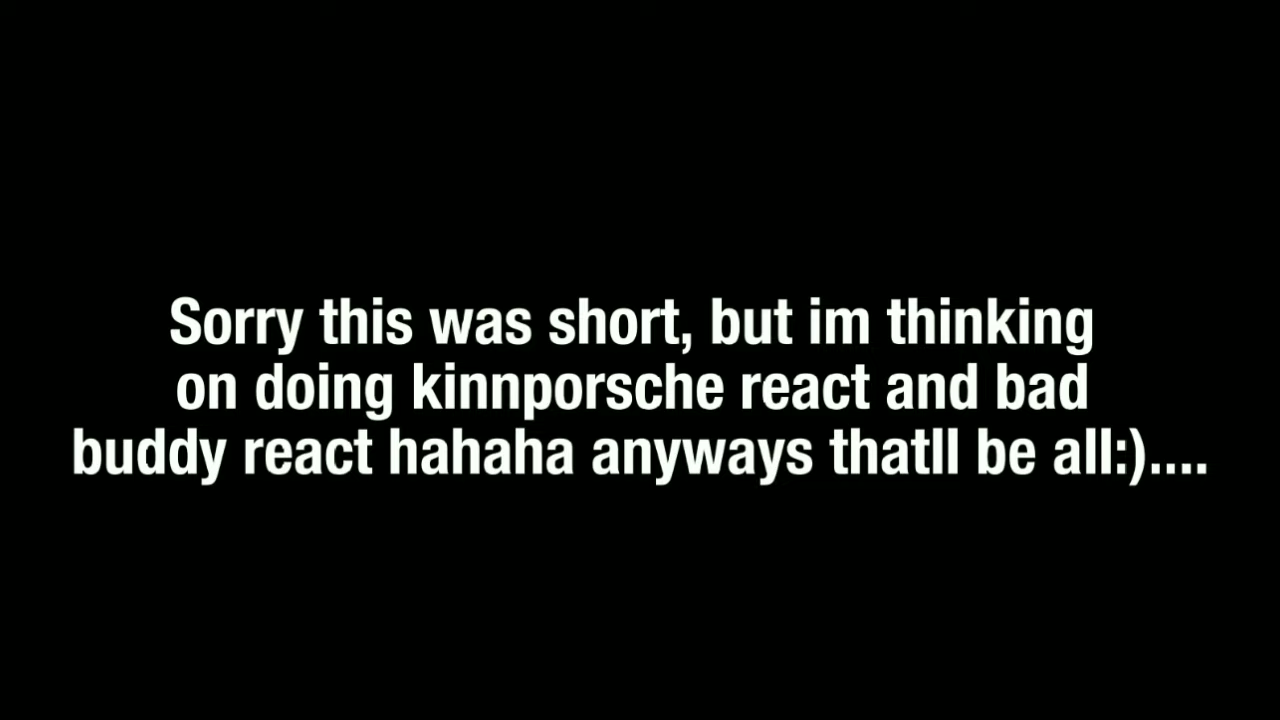 Sorry this was short, but im thinking
on doing kinnporsche react and bad
buddy react hahaha anyways thatll be all:)....